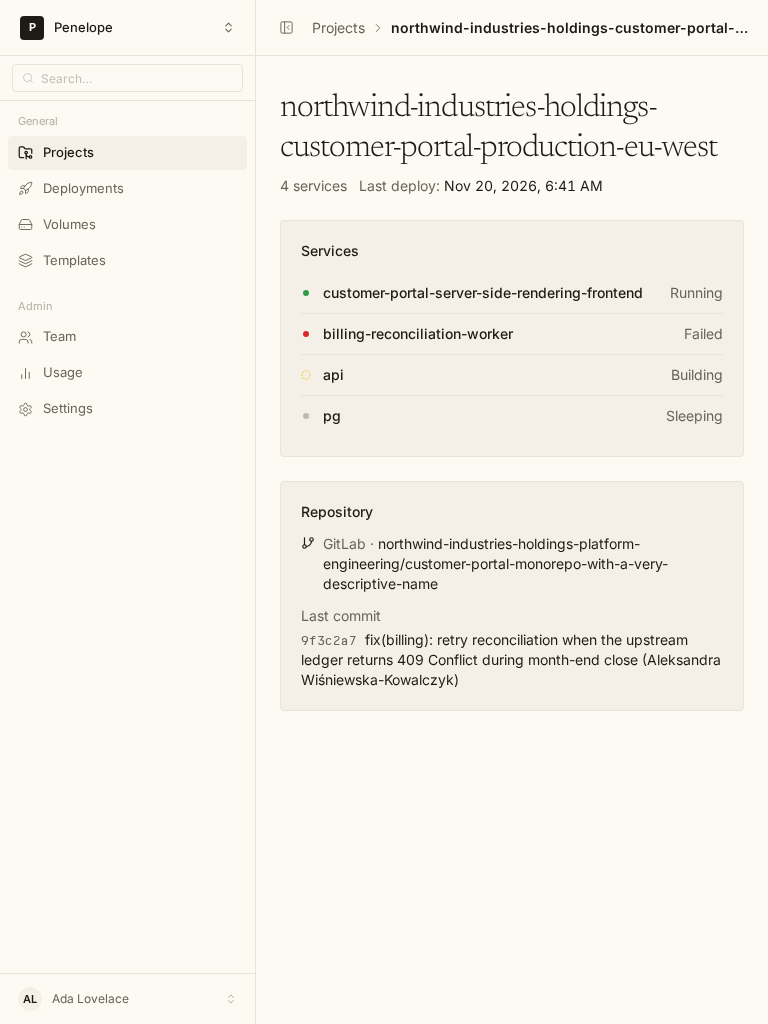 P Penelope
Search...
General
Projects
Deployments
Volumes
Templates
Admin
Team
Usage
Settings
AL Ada Lovelace
Projects > northwind-industries-holdings-customer-portal-...
northwind-industries-holdings-
customer-portal-production-eu-west
4 services Last deploy: Nov 20, 2026, 6:41 AM
Services
customer-portal-server-side-rendering-frontend Running
billing-reconciliation-worker Failed
api Building
pg Sleeping
Repository
GitLab · northwind-industries-holdings-platform-
engineering/customer-portal-monorepo-with-a-very-
descriptive-name
Last commit
9f3c2a7 fix(billing): retry reconciliation when the upstream
ledger returns 409 Conflict during month-end close (Aleksandra
Wiśniewska-Kowalczyk)